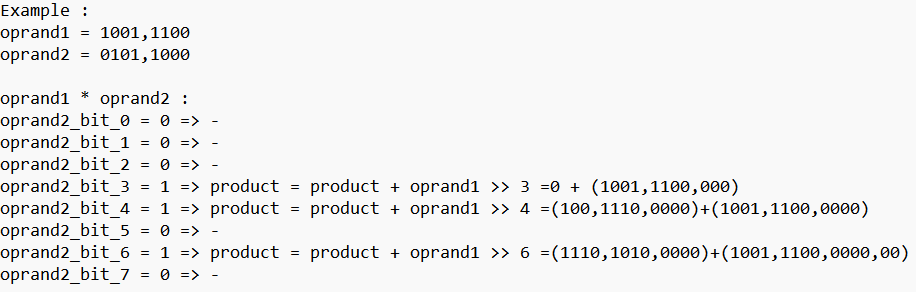 Example :
oprand1 = 1001,1100
oprand2 = 0101,1000
oprand1 * oprand2 :
oprand2_bit_0 = 0 => -
oprand2_bit_1 = 0 => -
oprand2_bit_2 = 0 => -
oprand2_bit_3 = 1 => product = product + oprand1 >> 3 =0 + (1001,1100,000)
oprand2_bit_4 = 1 => product = product + oprand1 >> 4 =(100,1110,0000)+(1001,1100,0000)
oprand2_bit_5 = 0 => -
oprand2_bit_6 = 1 => product = product + oprand1 >> 6 =(1110,1010,0000)+(1001,1100,0000,00)
oprand2_bit_7 = 0 => -